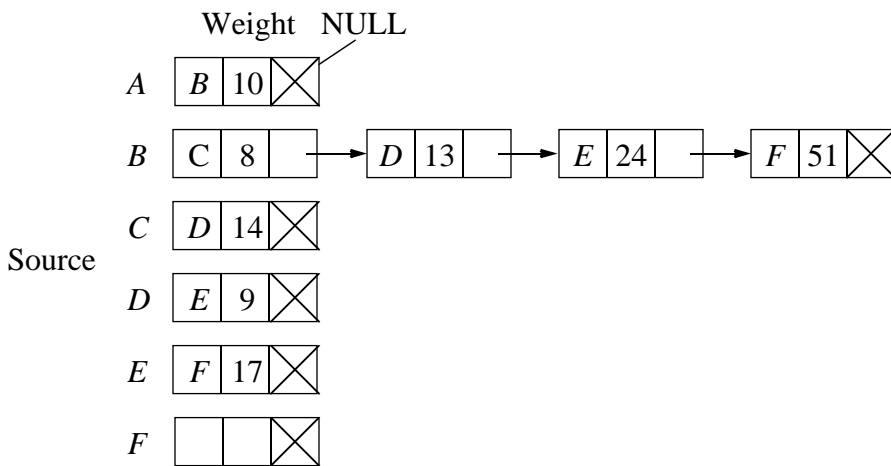 Weight NULL
A B 10
B C 8 D 13 E 24 F 51
C D 14
Source
D E 9
E F 17
F